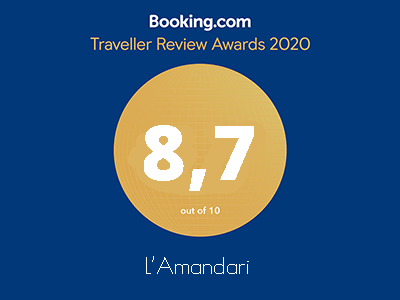 Booking.com
Traveller Review Awards 2020
8,7
out of 10
L'Amandari